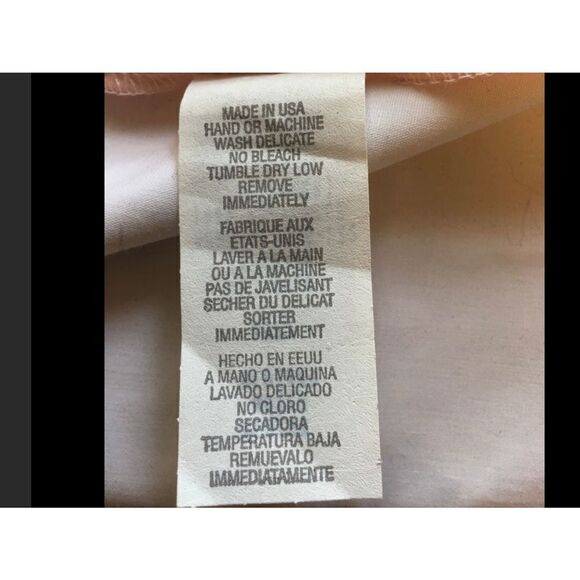 MADE IN USA
HAND OR MACHINE
WASH DELICATE
NO BLEACH
TUMBLE DRY LOW
REMOVE
IMMEDIATELY
FABRIQUE AUX
ETATS-UNIS
LAVER A LA MAIN
OU A LA MACHINE
PAS DE JAVELISANT
SECHER DU DELICAT
SORTER
IMMEDIATEMENT
HECHO EN EEUU
A MANO O MAQUINA
LAVADO DELICADO
NO CLORO
SECADORA
TEMPERATURA BAJA
REMUEVALO
IMMEDIATAMENTE